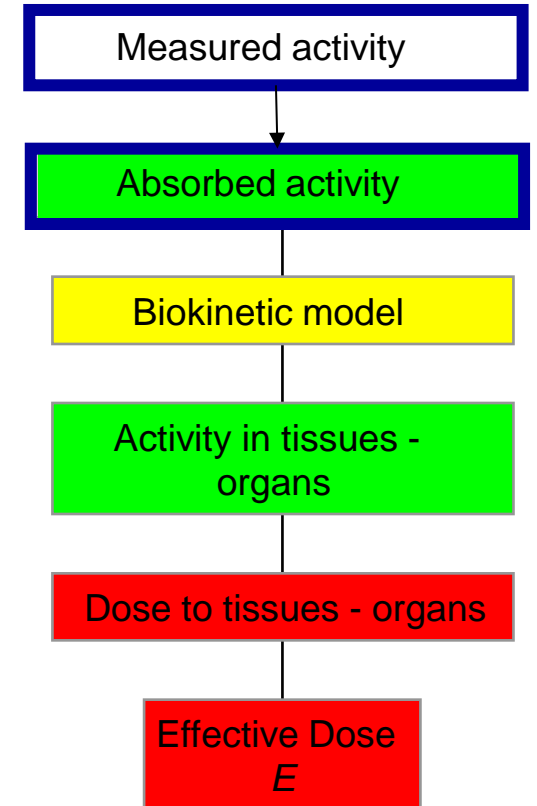 Measured activity
Absorbed activity
Biokinetic model
Activity in tissues -
organs
Dose to tissues - organs
Effective Dose
E